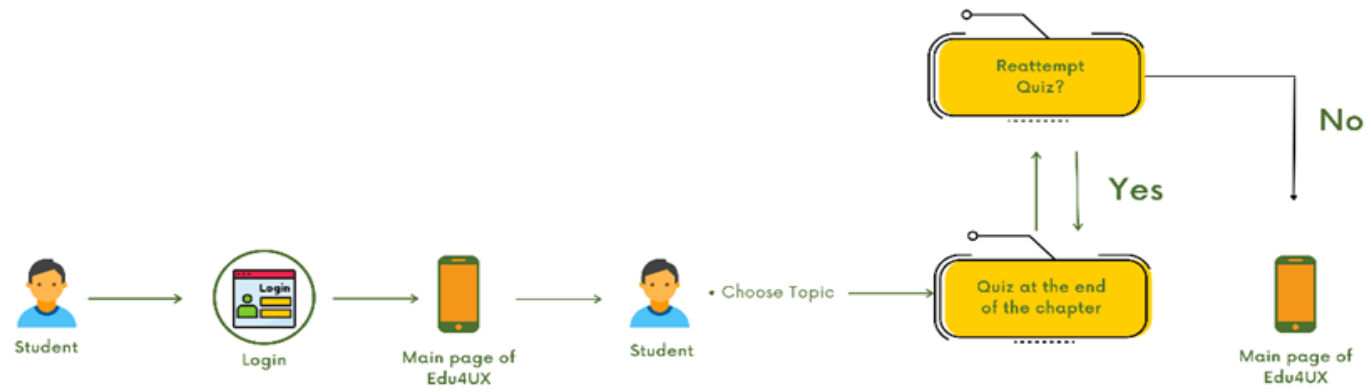 Reattempt
Quiz?
No
Yes
Login
Student
Login
Main page of
Edu4UX
Student
• Choose Topic
Quiz at the end
of the chapter
Main page of
Edu4UX